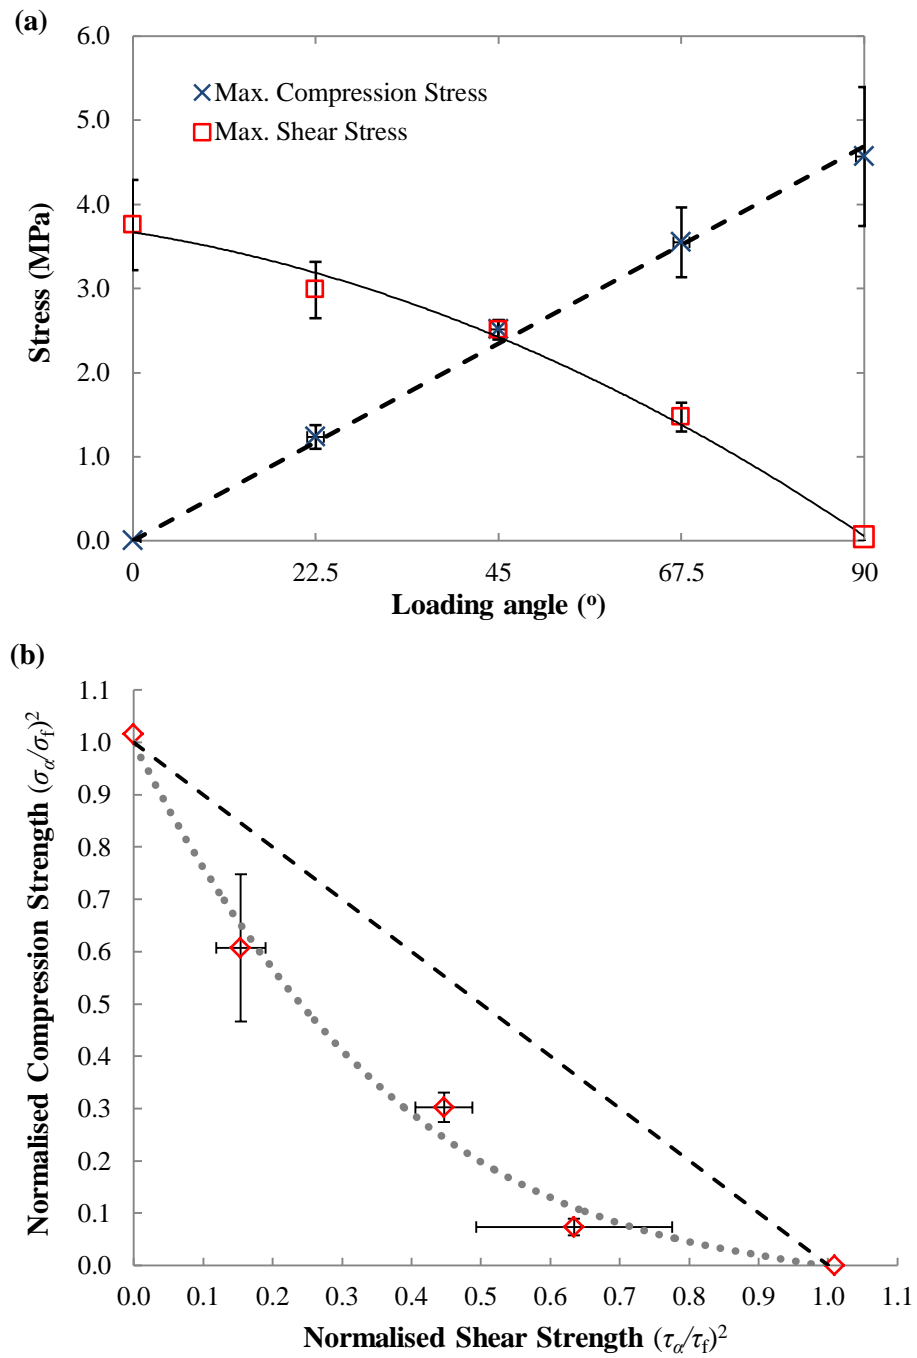 (a)
6.0
5.0
4.0
3.0
2.0
1.0
0.0
Stress (MPa)
Max. Compression Stress
Max. Shear Stress
0 22.5 45 67.5 90
Loading angle (º)
(b)
1.1
1.0
0.9
0.8
0.7
0.6
0.5
0.4
0.3
0.2
0.1
0.0
Normalised Compression Strength (σα/σf)²
0.0 0.1 0.2 0.3 0.4 0.5 0.6 0.7 0.8 0.9 1.0 1.1
Normalised Shear Strength (τα/τf)²